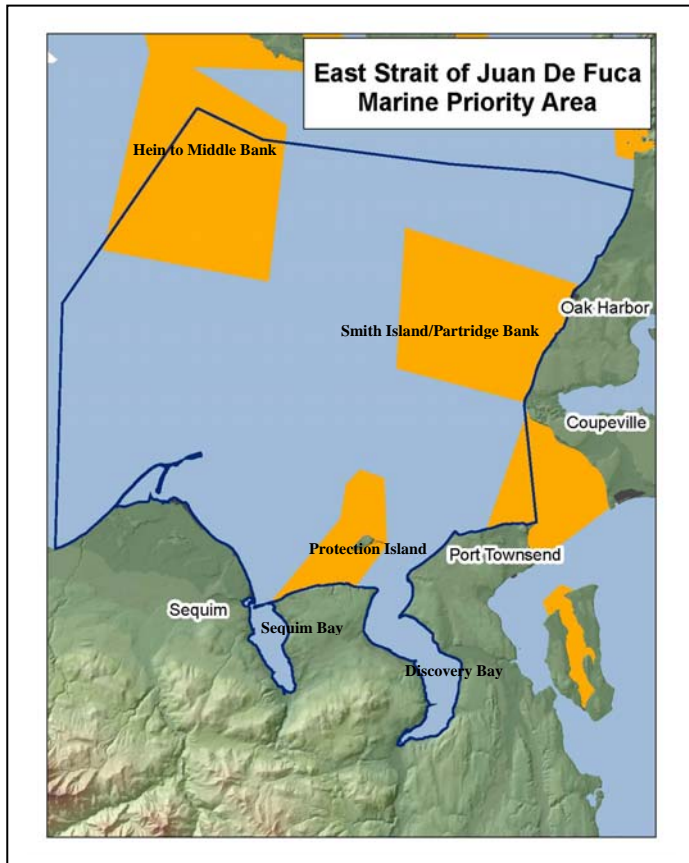 East Strait of Juan De Fuca
Marine Priority Area
Hein to Middle Bank
Oak Harbor
Smith Island/Partridge Bank
Coupeville
Protection Island
Port Townsend
Sequim
Sequim Bay
Discovery Bay